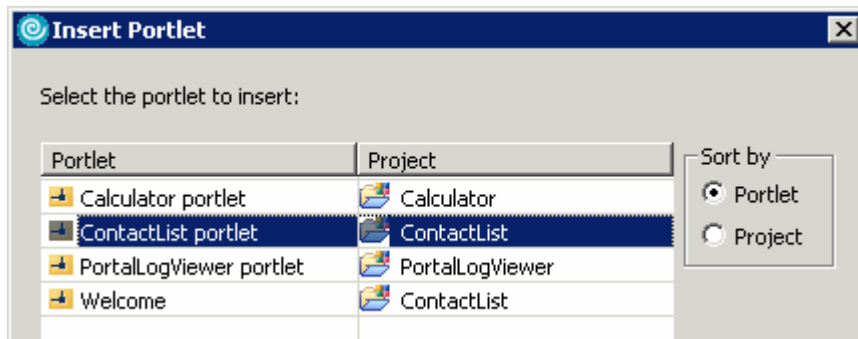 Insert Portlet
Select the portlet to insert:
Portlet Project
Calculator portlet Calculator
ContactList portlet ContactList
PortalLogViewer portlet PortalLogViewer
Welcome ContactList
Sort by
Portlet
Project